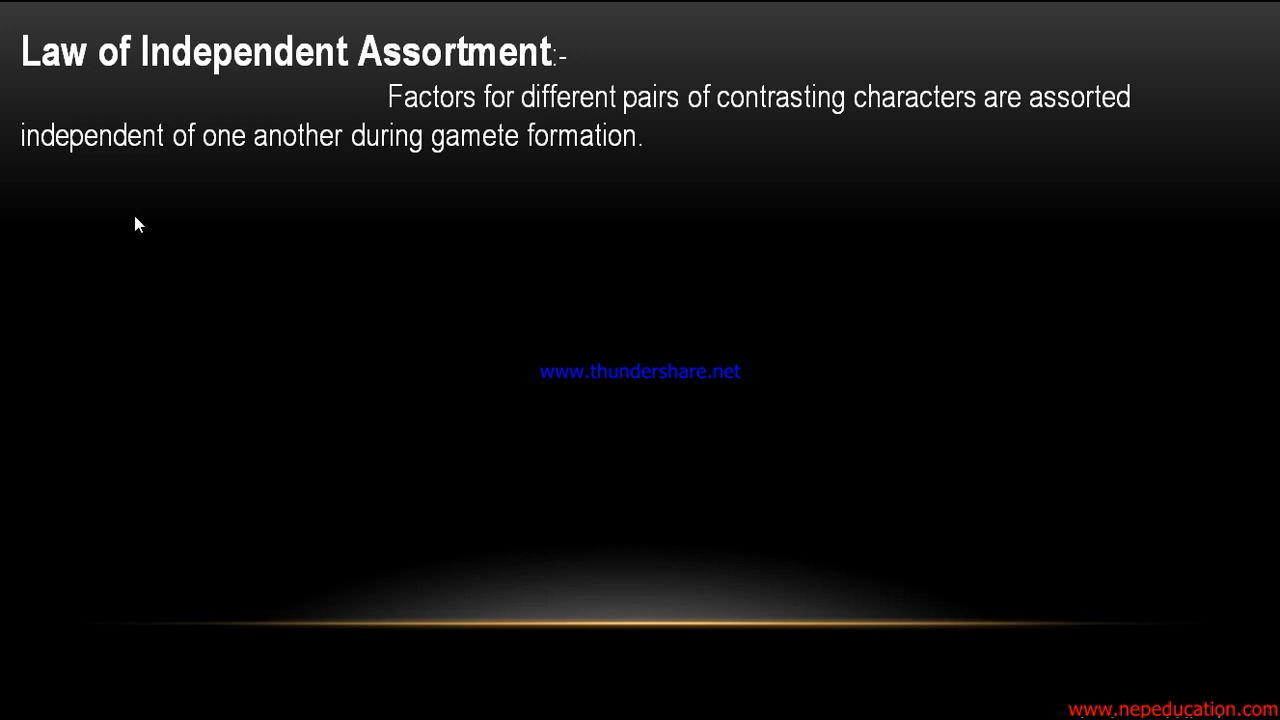 Law of Independent Assortment:-
Factors for different pairs of contrasting characters are assorted
independent of one another during gamete formation.
www.thundershare.net
www.nepeducation.com